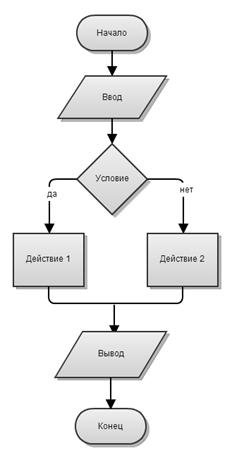 Начало
Ввод
Условие
да
нет
Действие 1
Действие 2
Вывод
Конец